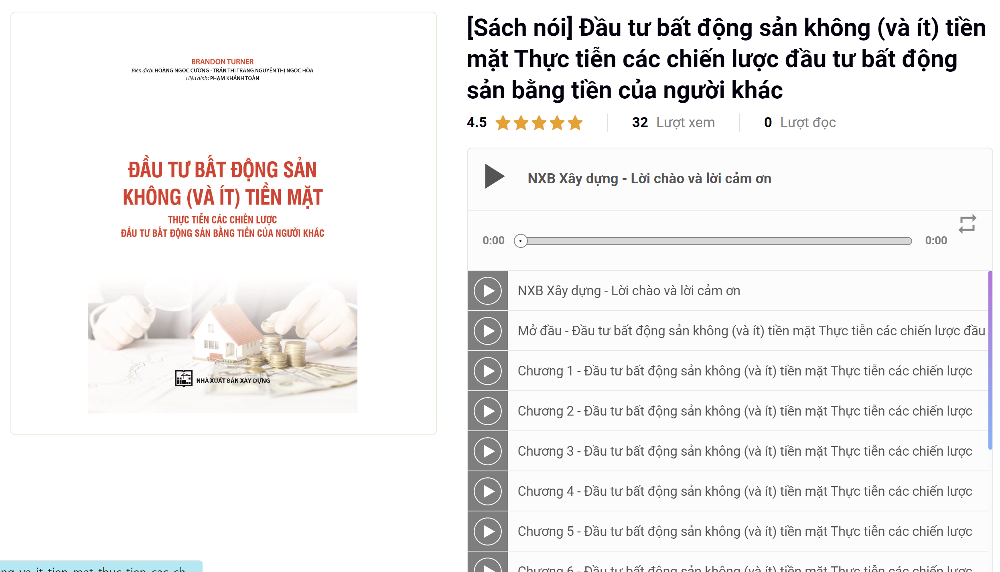 BRANDON TURNER
Biên dịch: HOÀNG NGỌC CƯỜNG - TRẦN THỊ TRANG NGUYỄN THỊ NGỌC HÒA
Hiệu đính: PHẠM KHÁNH TOÀN
ĐẦU TƯ BẤT ĐỘNG SẢN
KHÔNG (VÀ ÍT) TIỀN MẶT
THỰC TIỄN CÁC CHIẾN LƯỢC
ĐẦU TƯ BẤT ĐỘNG SẢN BẰNG TIỀN CỦA NGƯỜI KHÁC
NHÀ XUẤT BẢN XÂY DỰNG
[Sách nói] Đầu tư bất động sản không (và ít) tiền
mặt Thực tiễn các chiến lược đầu tư bất động
sản bằng tiền của người khác
4.5 32 Lượt xem 0 Lượt đọc
NXB Xây dựng - Lời chào và lời cảm ơn
0:00 0:00
NXB Xây dựng - Lời chào và lời cảm ơn
Mở đầu - Đầu tư bất động sản không (và ít) tiền mặt Thực tiễn các chiến lược đầu
Chương 1 - Đầu tư bất động sản không (và ít) tiền mặt Thực tiễn các chiến lược
Chương 2 - Đầu tư bất động sản không (và ít) tiền mặt Thực tiễn các chiến lược
Chương 3 - Đầu tư bất động sản không (và ít) tiền mặt Thực tiễn các chiến lược
Chương 4 - Đầu tư bất động sản không (và ít) tiền mặt Thực tiễn các chiến lược
Chương 5 - Đầu tư bất động sản không (và ít) tiền mặt Thực tiễn các chiến lược
Chương 6 - Đầu tư bất động sản không (và ít) tiền mặt Thực tiễn các chiến lược